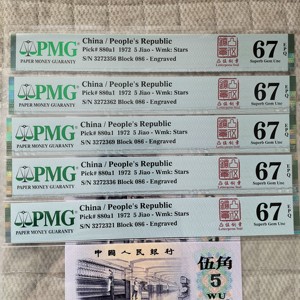 PMG
PAPER MONEY GUARANTY
China / People's Republic
Pick# 880a1 1972 5 Jiao - Wmk: Stars
S/N 3272356 Block 086 - Engraved
67 EPQ
Superb Gem Unc
PMG
PAPER MONEY GUARANTY
China / People's Republic
Pick# 880a1 1972 5 Jiao - Wmk: Stars
S/N 3272369 Block 086 - Engraved
67 EPQ
Superb Gem Unc
PMG
PAPER MONEY GUARANTY
China / People's Republic
Pick# 880a1 1972 5 Jiao - Wmk: Stars
S/N 3272365 Block 086 - Engraved
67 EPQ
Superb Gem Unc
PMG
PAPER MONEY GUARANTY
China / People's Republic
Pick# 880a1 1972 5 Jiao - Wmk: Stars
S/N 3272336 Block 086 - Engraved
67 EPQ
Superb Gem Unc
PMG
PAPER MONEY GUARANTY
China / People's Republic
Pick# 880a1 1972 5 Jiao - Wmk: Stars
S/N 3272321 Block 086 - Engraved
67 EPQ
Superb Gem Unc
中國人民銀行
伍角
5
WU